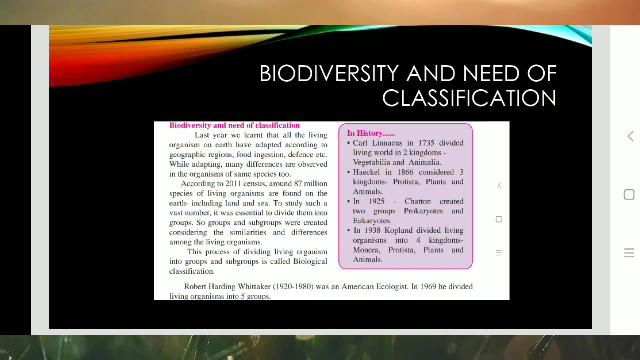 BIODIVERSITY AND NEED OF
CLASSIFICATION
Biodiversity and need of classification
Last year we learnt that all the living
organism on earth have adapted according to
geographic regions, food ingestion, defence etc.
While adapting, many differences are observed
in the organisms of same species too.
According to 2011 census, around 87 million
species of living organisms are found on the
earth- including land and sea. To study such
a vast number, it was essential to divide them into
groups. So groups and subgroups were created
considering the similarities and differences
among the living organisms.
This process of dividing living organism
into groups and subgroups is called Biological
classification.
In History......
• Carl Linnaeus in 1735 divided
living world in 2 kingdoms -
Vegetabilia and Animalia.
• Haeckel in 1866 considered 3
kingdoms- Protista, Plants and
Animals.
• In 1925 - Chatton created
two groups Prokaryotes and
Eukaryotes.
• In 1938 Kopland divided living
organisms into 4 kingdoms-
Monera, Protista, Plants and
Animals.
Robert Harding Whittaker (1920-1980) was an American Ecologist. In 1969 he divided
living organisms into 5 groups.